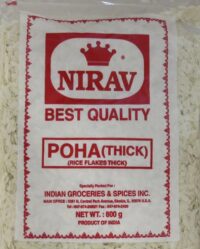 NIRAV
BEST QUALITY
POHA (THICK)
(RICE FLAKES THICK)
Specially Packed For :
INDIAN GROCERIES & SPICES INC.
NET WT. : 800 g
PRODUCT OF INDIA